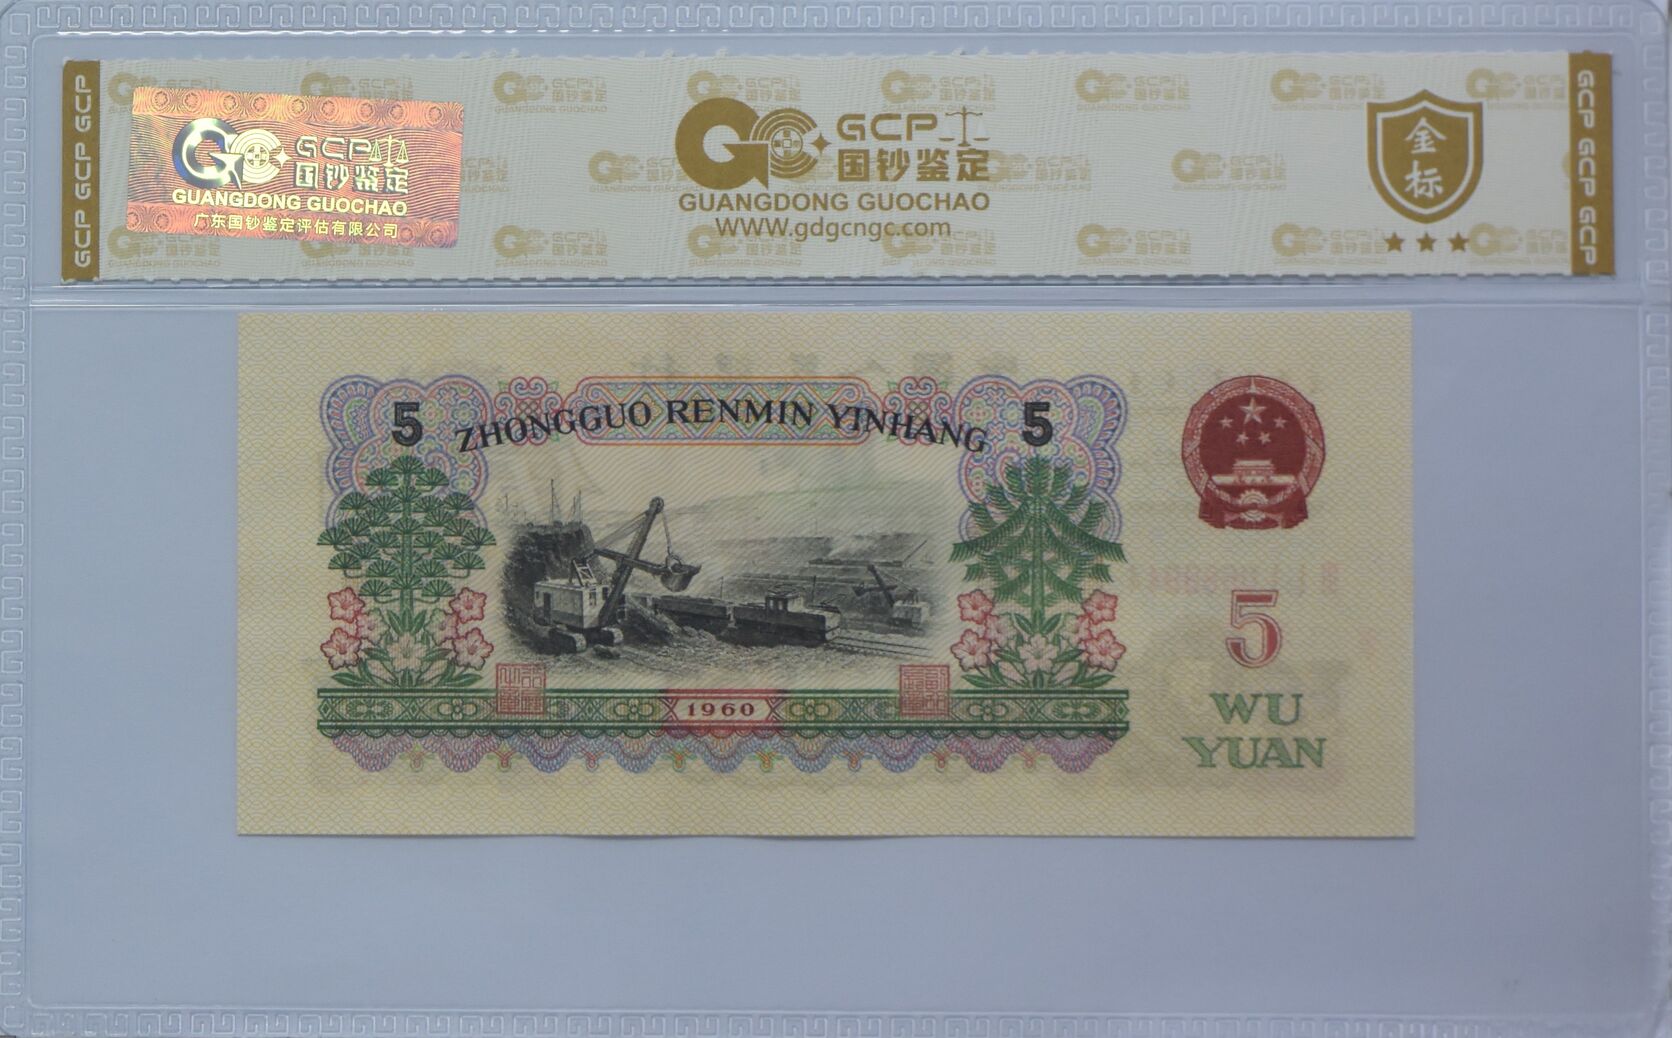 GCP GCP GCP
GCP 国钞鉴定
GUANGDONG GUOCHAO
广东国钞鉴定评估有限公司
GCP
国钞鉴定
GUANGDONG GUOCHAO
WWW.gdgcngc.com
金标
GCP GCP GCP
5 ZHONGGUO RENMIN YINHANG 5
1960
5
WU
YUAN